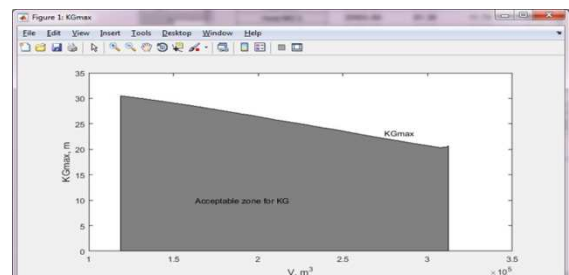 Figure 1: KGmax
File Edit View Insert Tools Desktop Window Help
35
30
25
20
15
10
5
0
KGmax, m
KGmax
Acceptable zone for KG
1 1.5 2 2.5 3 3.5
V, m³
× 10⁵